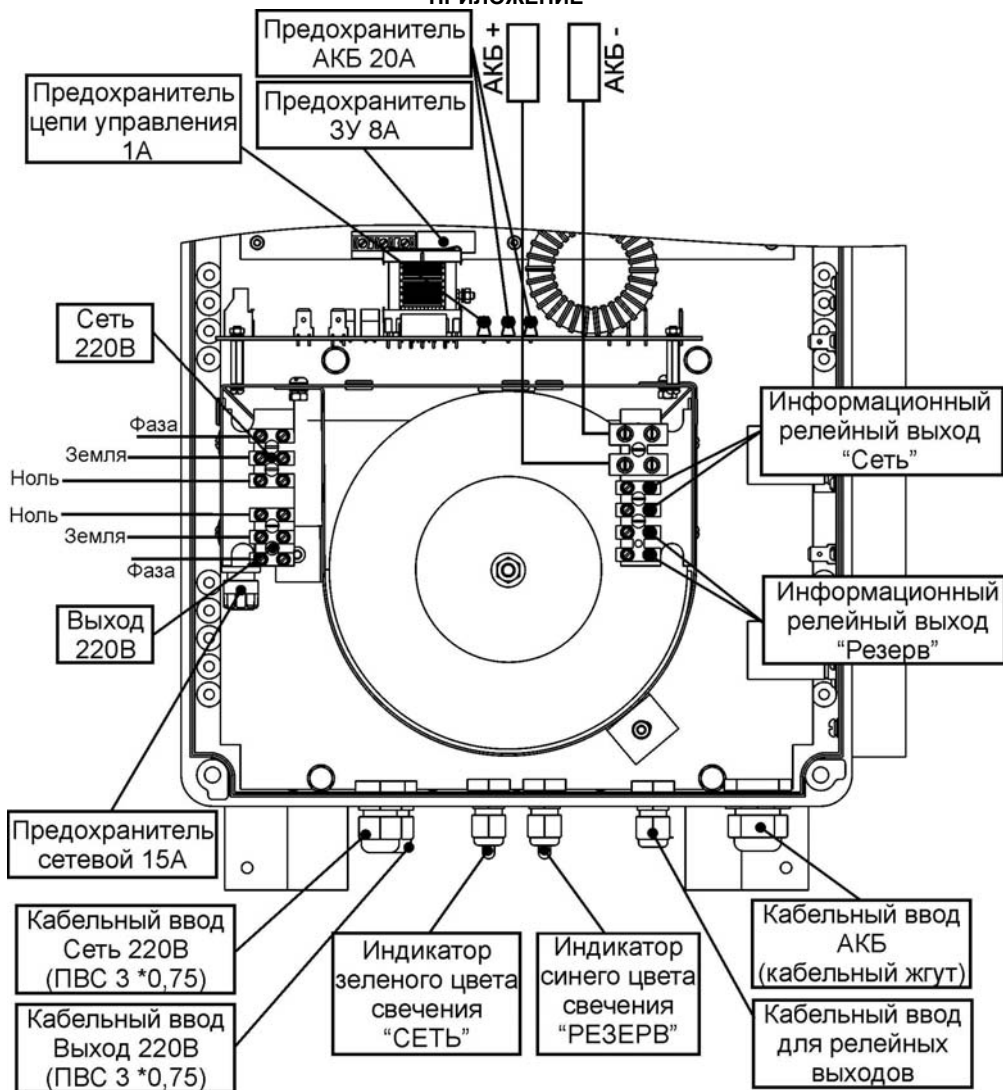 ПРИЛОЖЕНИЕ
Предохранитель
АКБ 20А
АКБ +
АКБ -
Предохранитель
цепи управления
1А
Предохранитель
ЗУ 8А
Сеть
220В
Фаза
Земля
Ноль
Ноль
Земля
Фаза
Выход
220В
Информационный
релейный выход
“Сеть”
Информационный
релейный выход
“Резерв”
Предохранитель
сетевой 15А
Кабельный ввод
Сеть 220В
(ПВС 3 *0,75)
Кабельный ввод
Выход 220В
(ПВС 3 *0,75)
Индикатор
зеленого цвета
свечения
“СЕТЬ”
Индикатор
синего цвета
свечения
“РЕЗЕРВ”
Кабельный ввод
АКБ
(кабельный жгут)
Кабельный ввод
для релейных
выходов